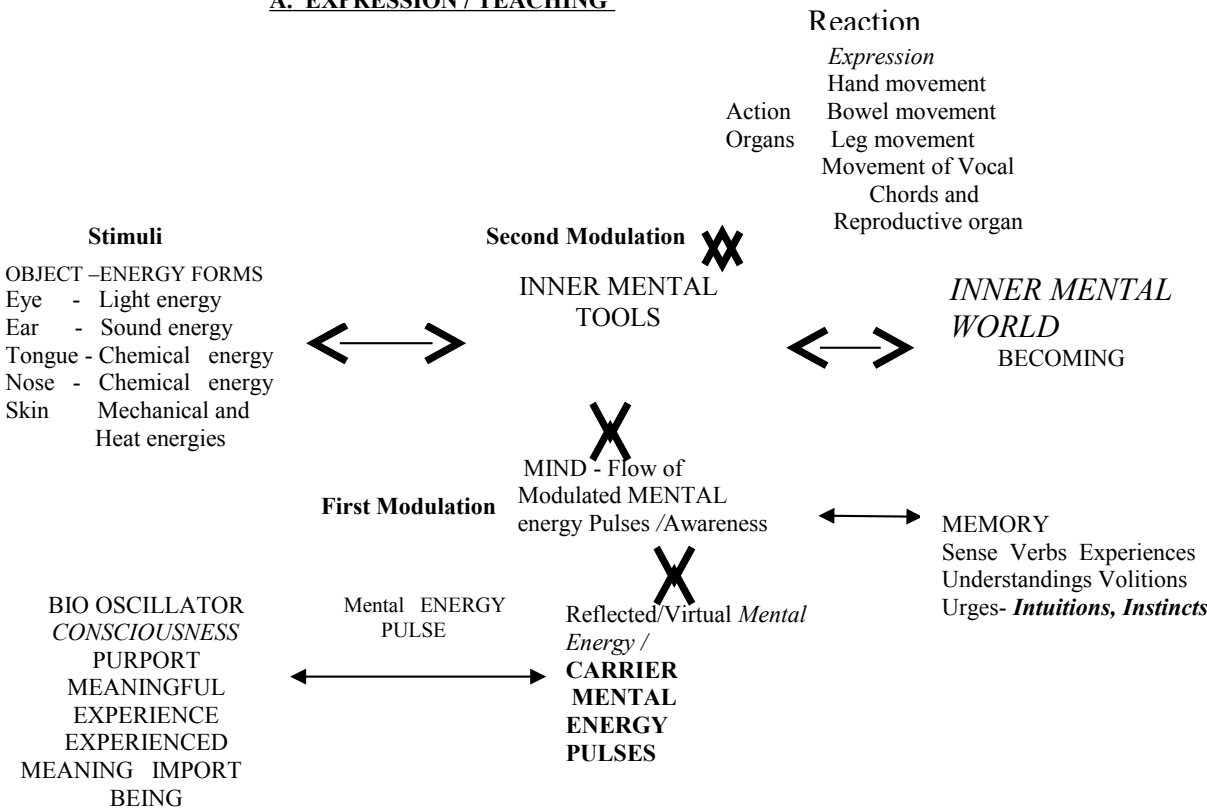 A. EXPRESSION / TEACHING
Reaction
Expression
Hand movement
Action Bowel movement
Organs Leg movement
Movement of Vocal
Chords and
Reproductive organ
Stimuli
OBJECT –ENERGY FORMS
Eye - Light energy
Ear - Sound energy
Tongue - Chemical energy
Nose - Chemical energy
Skin Mechanical and
Heat energies
Second Modulation
INNER MENTAL
TOOLS
INNER MENTAL
WORLD
BECOMING
First Modulation
MIND - Flow of
Modulated MENTAL
energy Pulses /Awareness
MEMORY
Sense Verbs Experiences
Understandings Volitions
Urges- Intuitions, Instincts
BIO OSCILLATOR
CONSCIOUSNESS
PURPORT
MEANINGFUL
EXPERIENCE
EXPERIENCED
MEANING IMPORT
BEING
Mental ENERGY
PULSE
Reflected/Virtual Mental
Energy /
CARRIER
MENTAL
ENERGY
PULSES